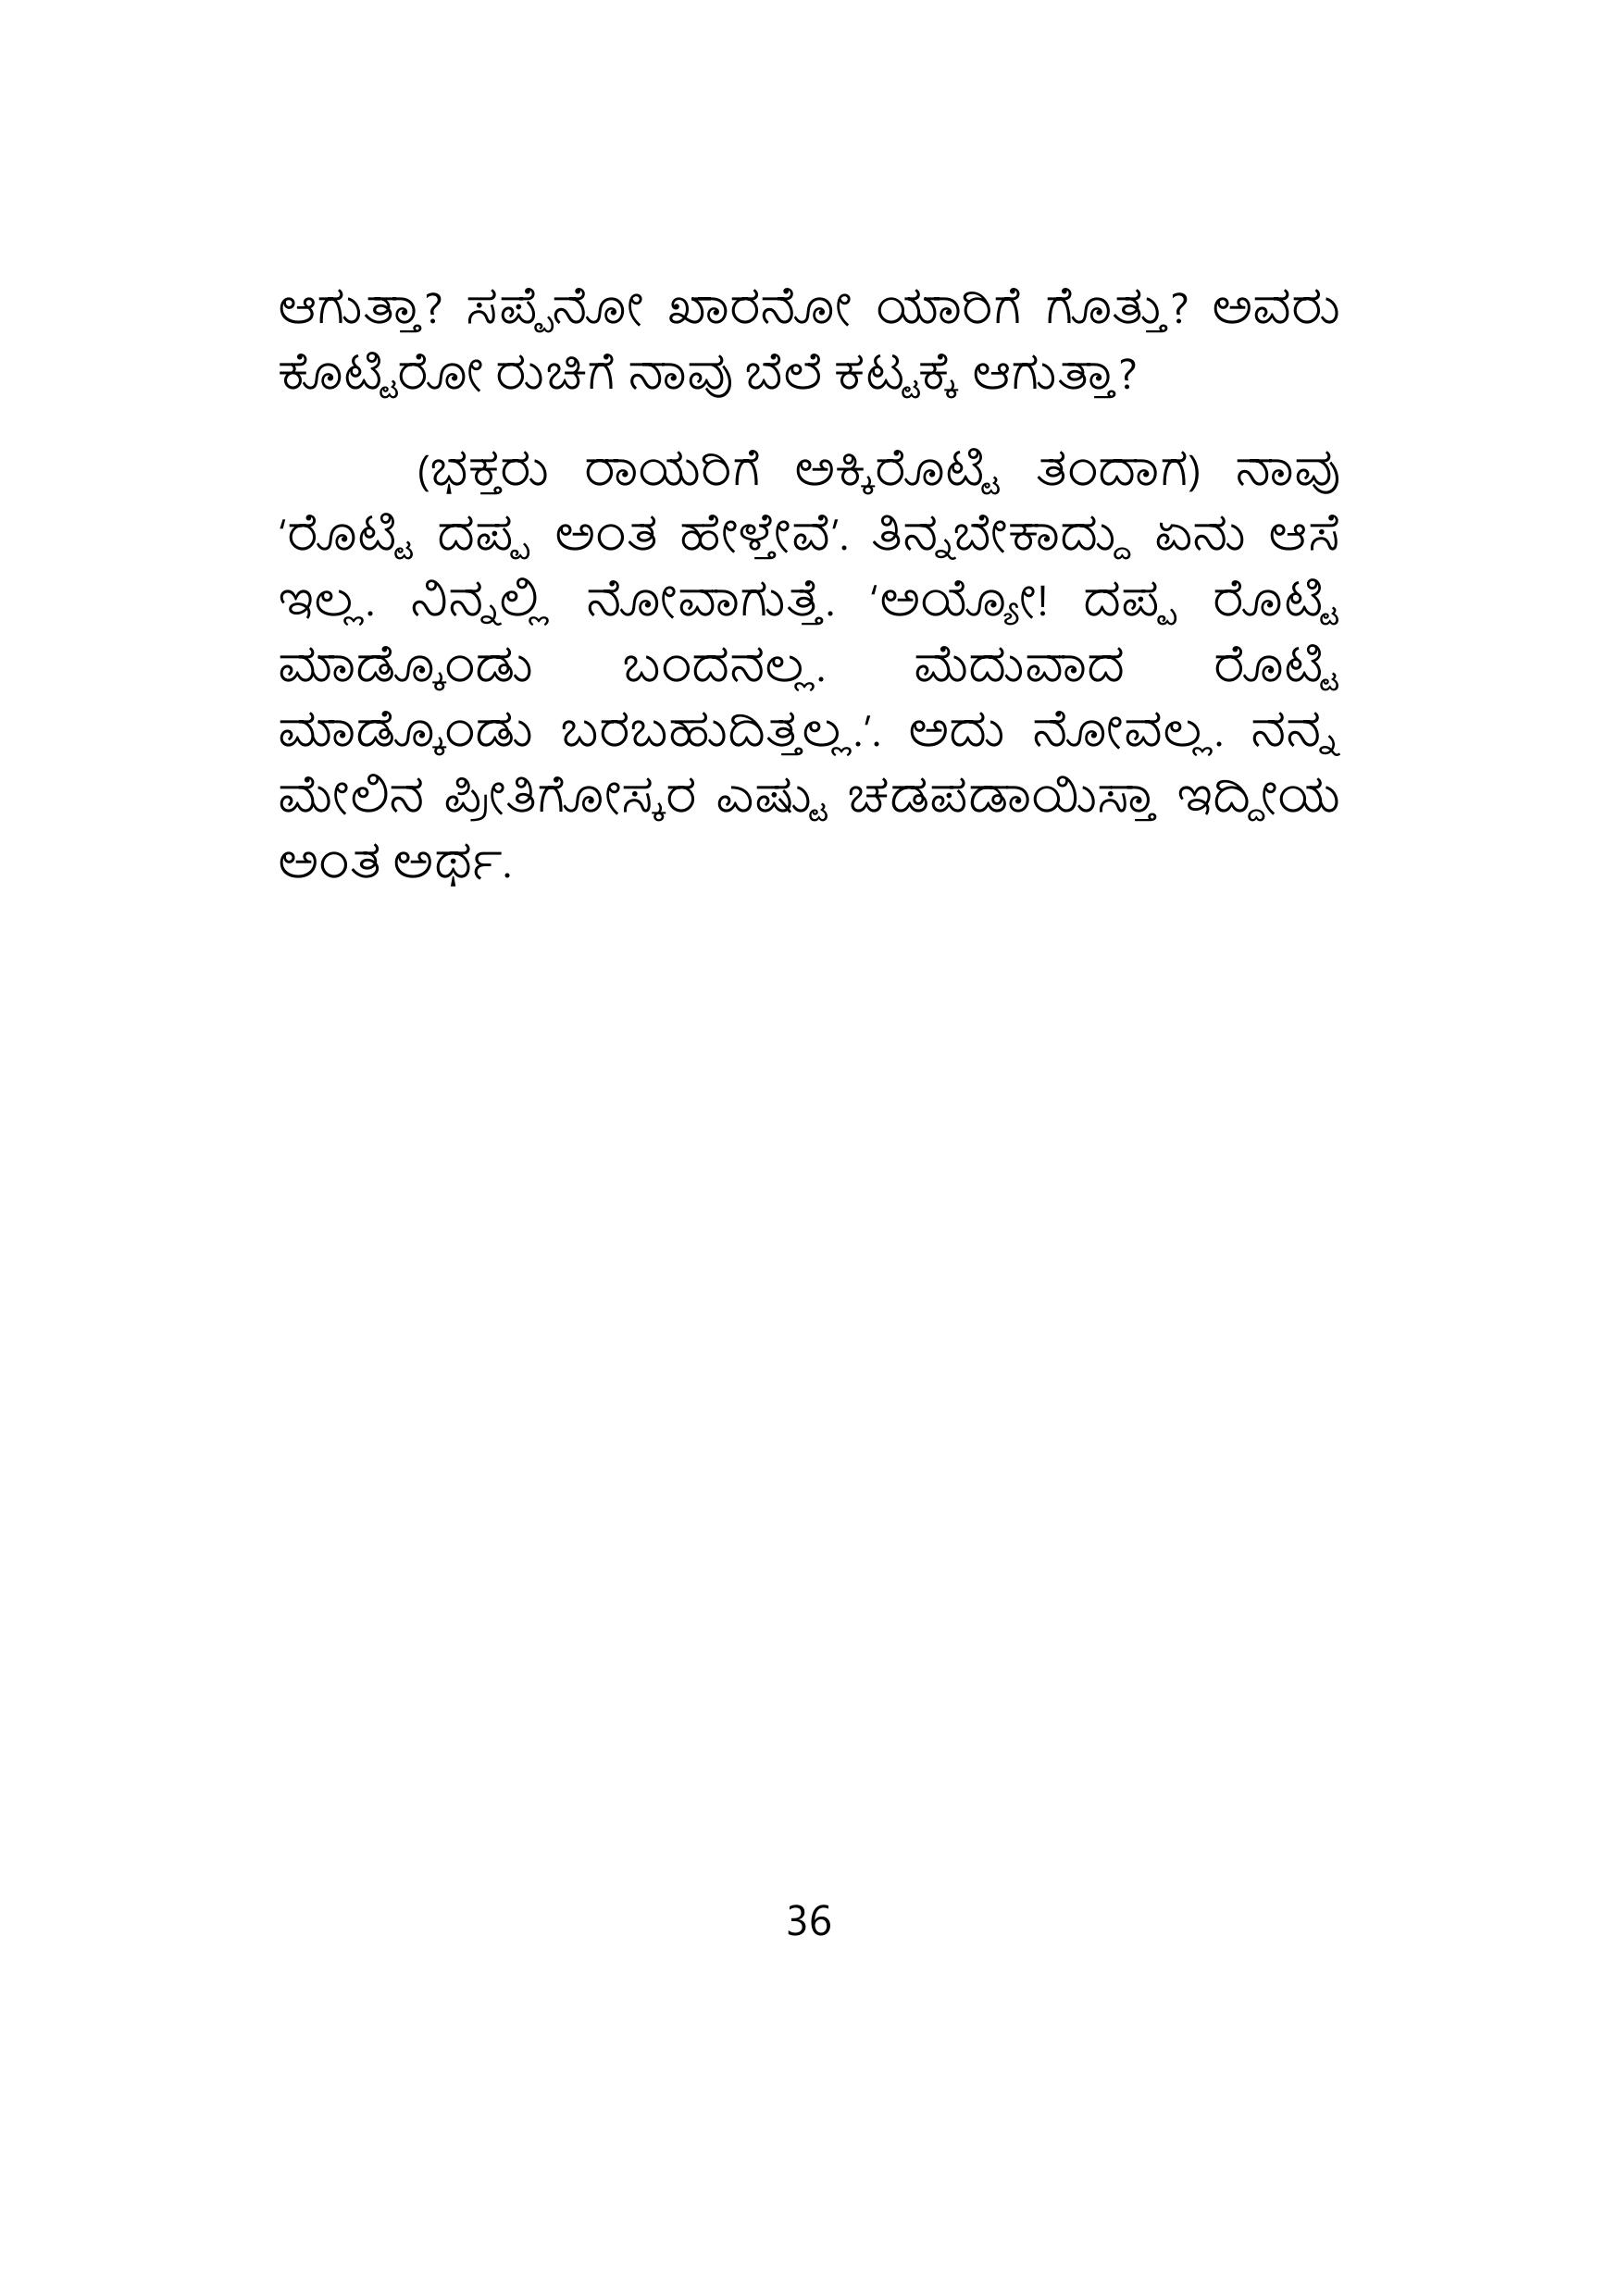 ಆಗುತ್ತಾ? ಸಪ್ಪೆನೋ ಖಾರನೋ ಯಾರಿಗೆ ಗೊತ್ತು? ಅವರು
ಕೊಟ್ಟಿರೋ ರುಚಿಗೆ ನಾವು ಬೆಲೆ ಕಟ್ಟಕ್ಕೆ ಆಗುತ್ತಾ?
(ಭಕ್ತರು ರಾಯರಿಗೆ ಅಕ್ಕಿರೊಟ್ಟಿ ತಂದಾಗ) ನಾವು
‘ರೊಟ್ಟಿ ದಪ್ಪ ಅಂತ ಹೇಳ್ತೇವೆ’. ತಿನ್ನಬೇಕಾದ್ದು ಏನು ಆಸೆ
ಇಲ್ಲ. ನಿನ್ನಲ್ಲಿ ನೋವಾಗುತ್ತೆ. ‘ಅಯ್ಯೋ! ದಪ್ಪ ರೊಟ್ಟಿ
ಮಾಡ್ಕೊಂಡು ಬಂದನಲ್ಲ. ಮೆದುವಾದ ರೊಟ್ಟಿ
ಮಾಡ್ಕೊಂಡು ಬರಬಹುದಿತ್ತಲ್ಲ.’. ಅದು ನೋವಲ್ಲ. ನನ್ನ
ಮೇಲಿನ ಪ್ರೀತಿಗೋಸ್ಕರ ಎಷ್ಟು ಚಡಪಡಾಯಿಸ್ತಾ ಇದ್ದೀಯ
ಅಂತ ಅರ್ಥ.
36